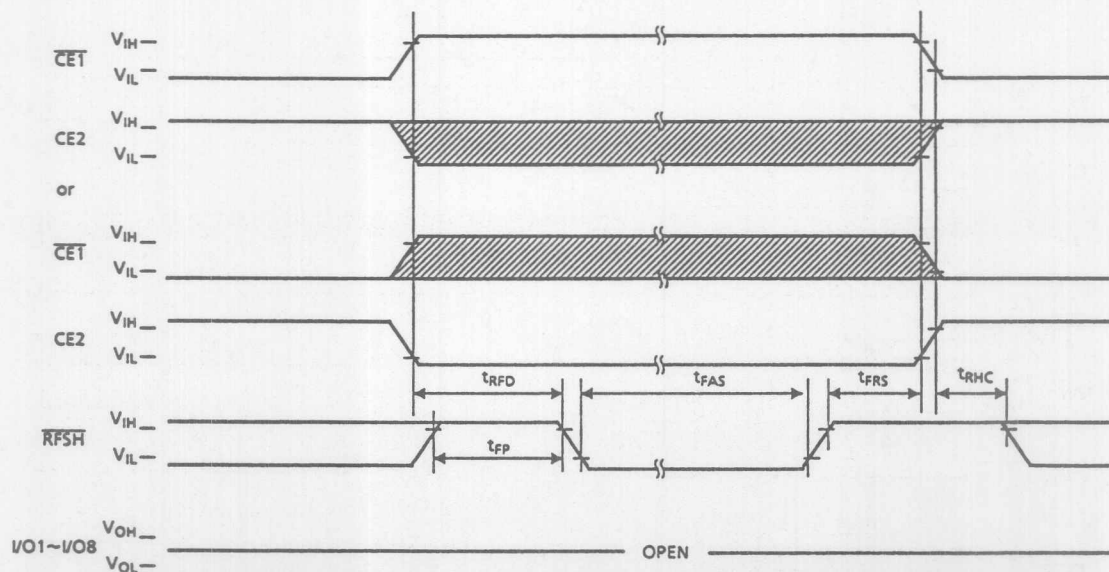 VIH
CE1
VIL
VIH
CE2
VIL
or
VIH
CE1
VIL
VIH
CE2
VIL
tRFD
tFAS
tFRS
tRHC
VIH
RFSH
VIL
tFP
VOH
I/O1~I/O8
OPEN
VOL